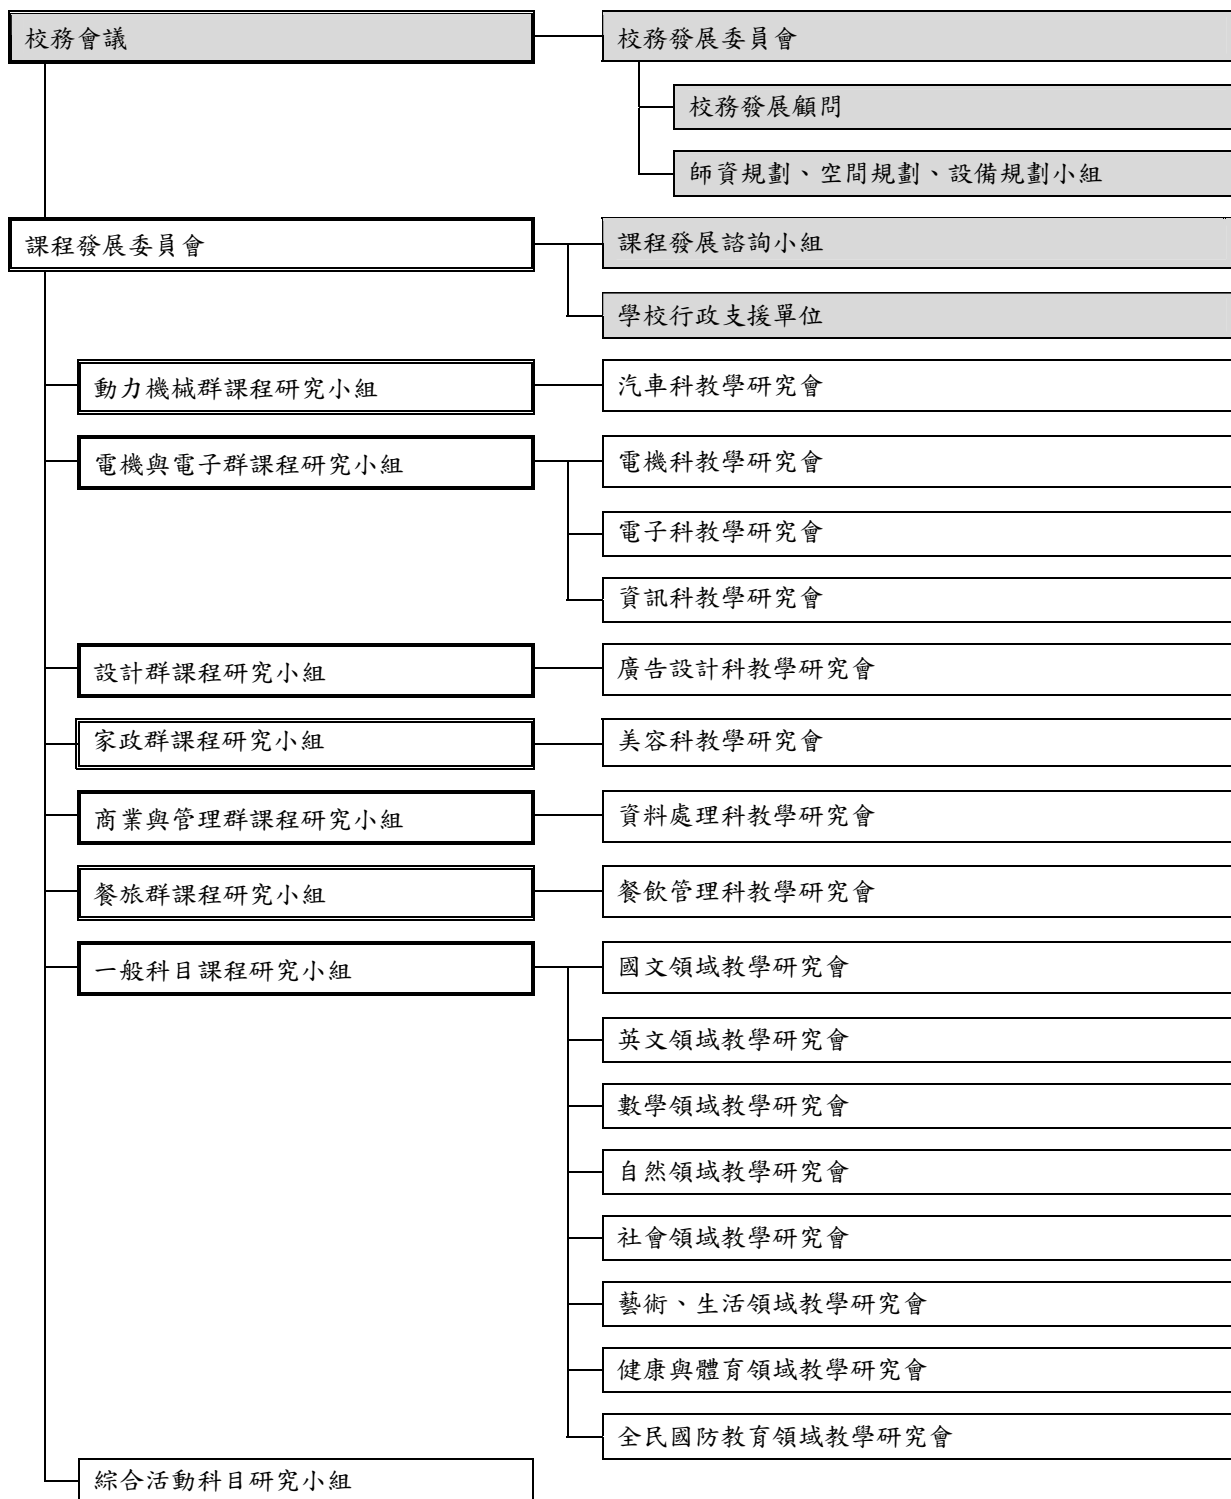 校務會議
校務發展委員會
校務發展顧問
師資規劃、空間規劃、設備規劃小組
課程發展委員會
課程發展諮詢小組
學校行政支援單位
動力機械群課程研究小組
汽車科教學研究會
電機與電子群課程研究小組
電機科教學研究會
電子科教學研究會
資訊科教學研究會
設計群課程研究小組
廣告設計科教學研究會
家政群課程研究小組
美容科教學研究會
商業與管理群課程研究小組
資料處理科教學研究會
餐旅群課程研究小組
餐飲管理科教學研究會
一般科目課程研究小組
國文領域教學研究會
英文領域教學研究會
數學領域教學研究會
自然領域教學研究會
社會領域教學研究會
藝術、生活領域教學研究會
健康與體育領域教學研究會
全民國防教育領域教學研究會
綜合活動科目研究小組